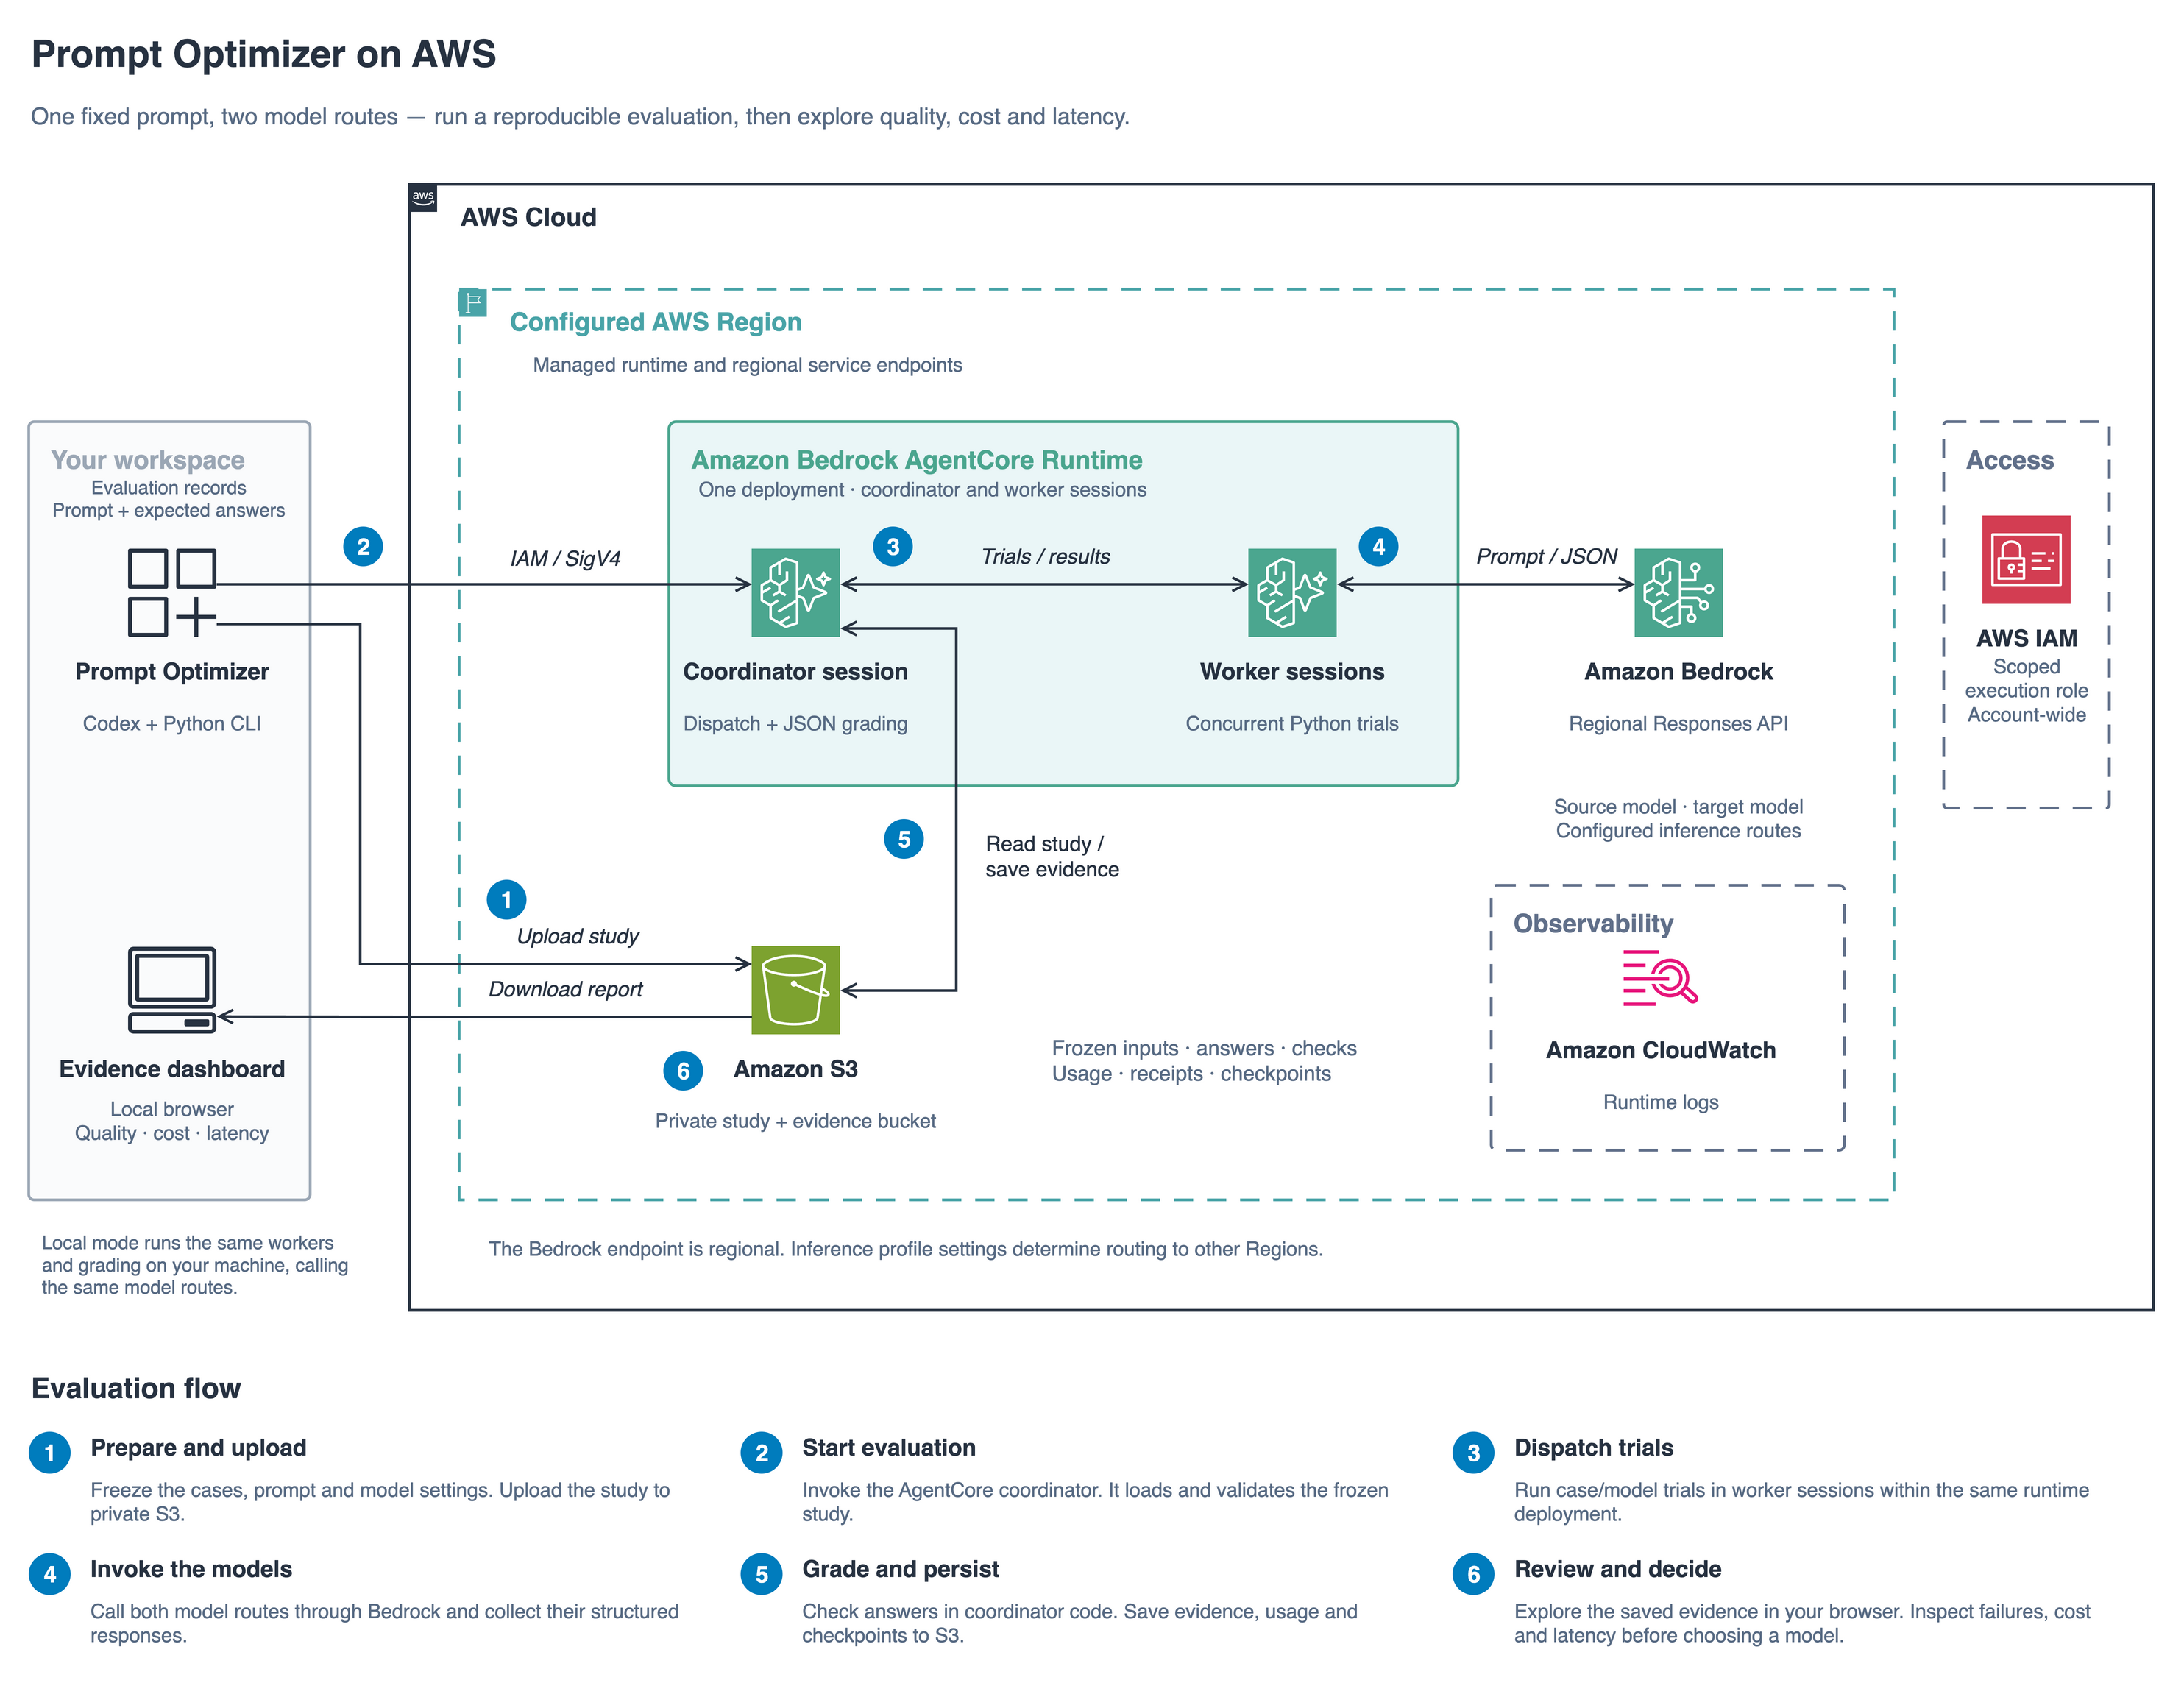 Prompt Optimizer on AWS
One fixed prompt, two model routes — run a reproducible evaluation, then explore quality, cost and latency.
aws
AWS Cloud
Configured AWS Region
Managed runtime and regional service endpoints
Your workspace
Evaluation records
Prompt + expected answers
Prompt Optimizer
Codex + Python CLI
2
IAM / SigV4
Amazon Bedrock AgentCore Runtime
One deployment · coordinator and worker sessions
3
Trials / results
Coordinator session
Dispatch + JSON grading
Worker sessions
Concurrent Python trials
4
Prompt / JSON
Amazon Bedrock
Regional Responses API
Source model · target model
Configured inference routes
Access
AWS IAM
Scoped
execution role
Account-wide
5
Read study /
save evidence
1
Upload study
Download report
Evidence dashboard
Local browser
Quality · cost · latency
6
Amazon S3
Private study + evidence bucket
Frozen inputs · answers · checks
Usage · receipts · checkpoints
Observability
Amazon CloudWatch
Runtime logs
Local mode runs the same workers
and grading on your machine, calling
the same model routes.
The Bedrock endpoint is regional. Inference profile settings determine routing to other Regions.
Evaluation flow
1
Prepare and upload
Freeze the cases, prompt and model settings. Upload the study to
private S3.
2
Start evaluation
Invoke the AgentCore coordinator. It loads and validates the frozen
study.
3
Dispatch trials
Run case/model trials in worker sessions within the same runtime
deployment.
4
Invoke the models
Call both model routes through Bedrock and collect their structured
responses.
5
Grade and persist
Check answers in coordinator code. Save evidence, usage and
checkpoints to S3.
6
Review and decide
Explore the saved evidence in your browser. Inspect failures, cost
and latency before choosing a model.